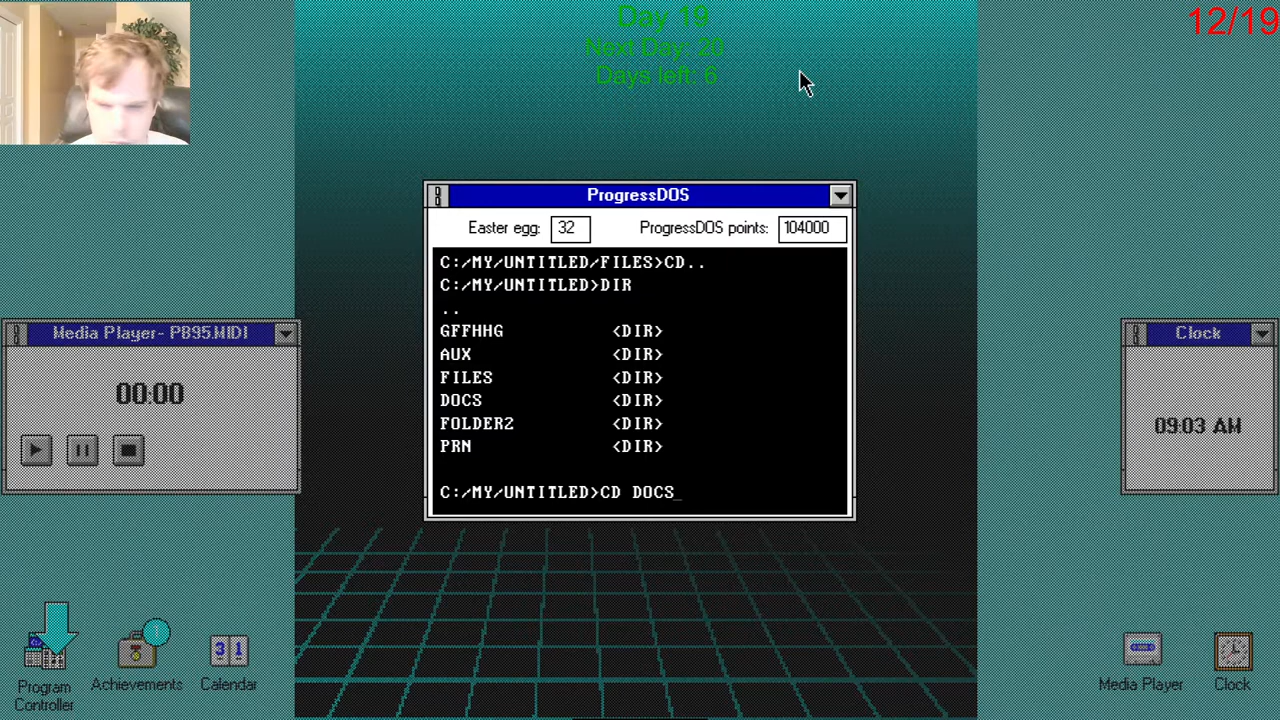 Day 19
Next Day: 20
Days left: 6
12/19
ProgressDOS
Easter egg: 32
ProgressDOS points: 104000
C:/MY/UNTITLED/FILES>CD..
C:/MY/UNTITLED>DIR
..
GFFHHG <DIR>
AUX <DIR>
FILES <DIR>
DOCS <DIR>
FOLDER2 <DIR>
PRN <DIR>
C:/MY/UNTITLED>CD DOCS_
Media Player- PB95.MIDI
00:00
Clock
09:03 AM
Program
Controller
Achievements
Calendar
3 1
Media Player
Clock